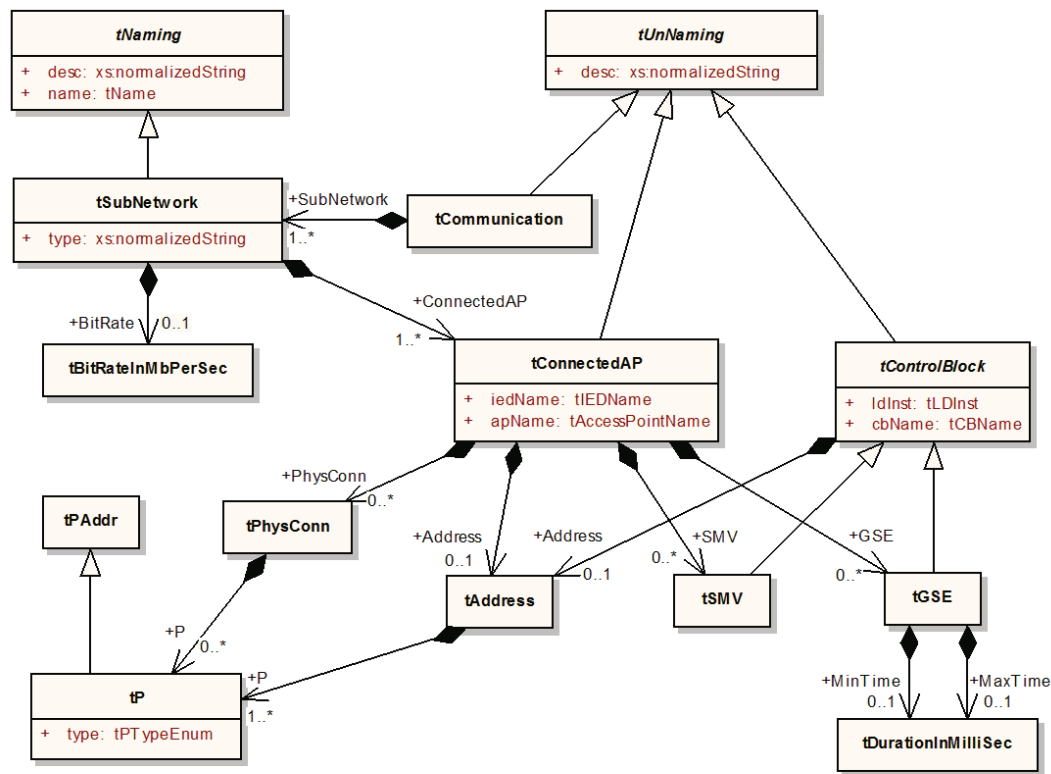 tNaming
+ desc: xs:normalizedString
+ name: tName
tUnNaming
+ desc: xs:normalizedString
tSubNetwork
+ type: xs:normalizedString
+SubNetwork
1..*
tCommunication
+BitRate
0..1
tBitRateInMbPerSec
+ConnectedAP
1..*
tConnectedAP
+ iedName: tIEDName
+ apName: tAccessPointName
tControlBlock
+ ldInst: tLDInst
+ cbName: tCBName
+PhysConn
0..*
tPAddr
tPhysConn
+Address
0..1
+Address
0..1
+SMV
0..*
+GSE
0..*
tAddress
tSMV
tGSE
+P
0..*
+P
1..*
tP
+ type: tPTypeEnum
+MinTime
0..1
+MaxTime
0..1
tDurationInMilliSec